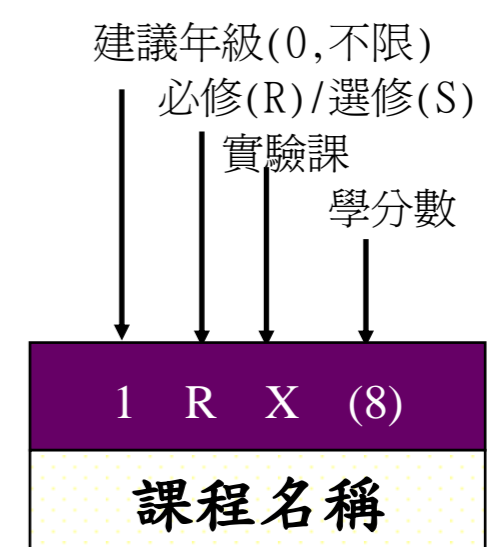 建議年級(0,不限)
必修(R)/選修(S)
實驗課
學分數
1 R X (8)
課程名稱